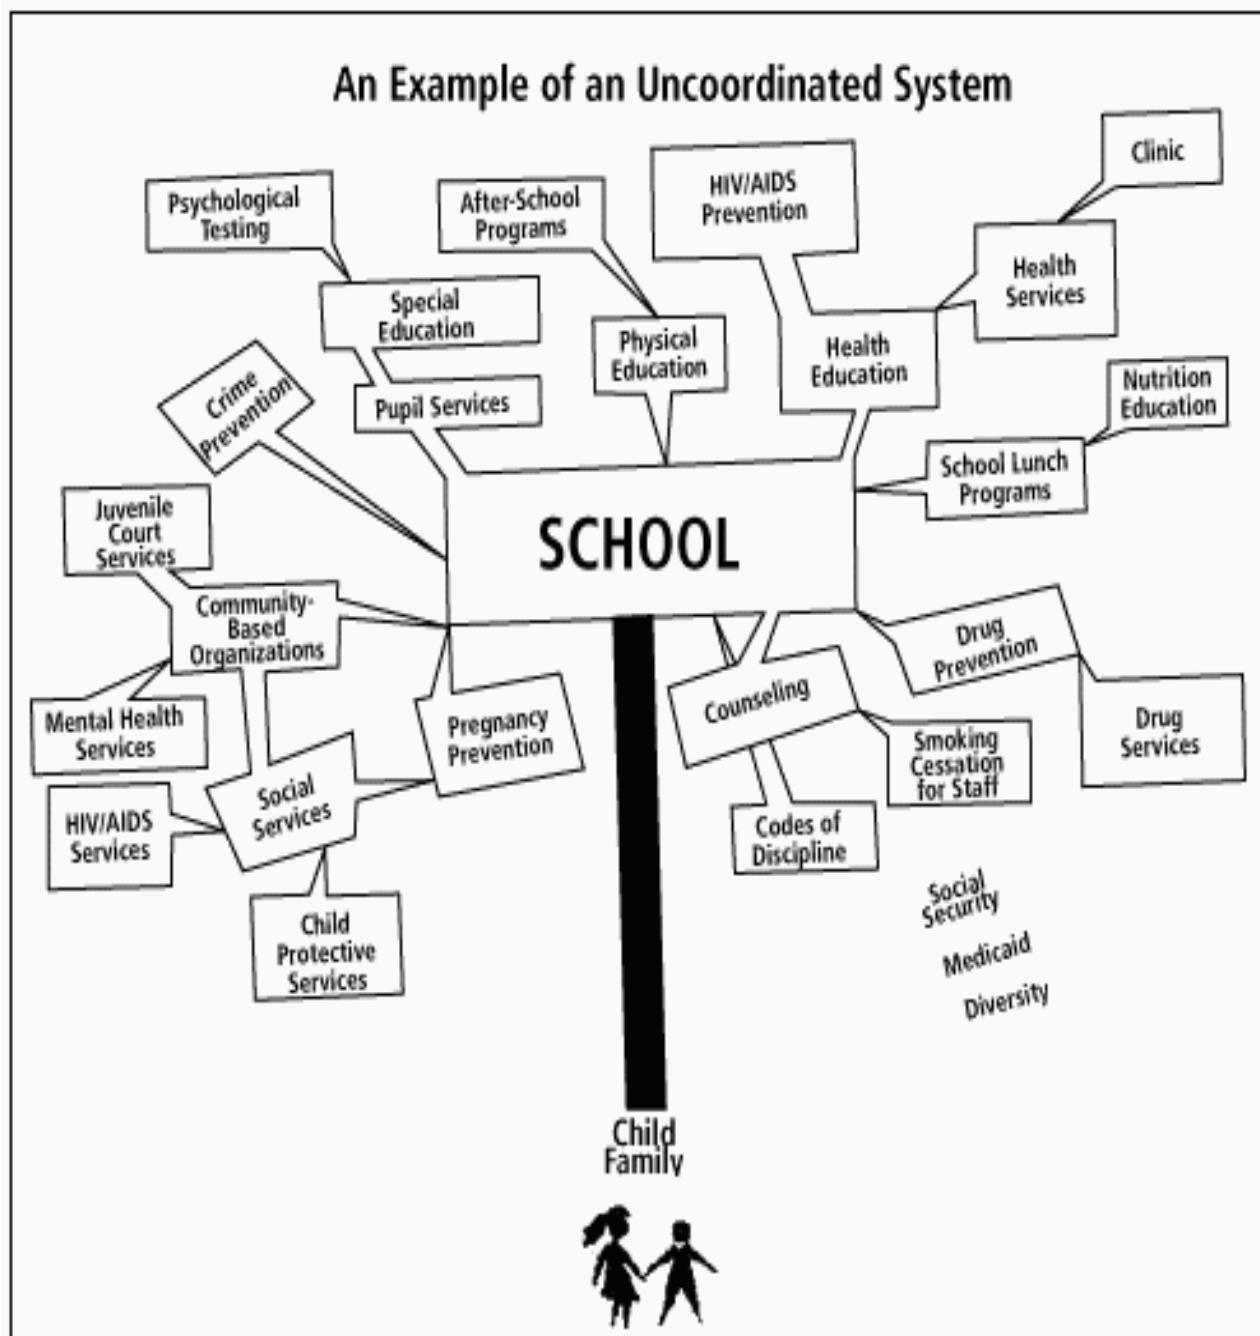 An Example of an Uncoordinated System
Clinic
HIV/AIDS
Prevention
Psychological
Testing
After-School
Programs
Health
Services
Special
Education
Physical
Education
Health
Education
Nutrition
Education
Crime
Prevention
Pupil Services
School Lunch
Programs
Juvenile
Court
Services
SCHOOL
Community-
Based
Organizations
Drug
Prevention
Mental Health
Services
Pregnancy
Prevention
Counseling
Drug
Services
Smoking
Cessation
for Staff
Social
Services
HIV/AIDS
Services
Codes of
Discipline
Child
Protective
Services
Social
Security
Medicaid
Diversity
Child
Family